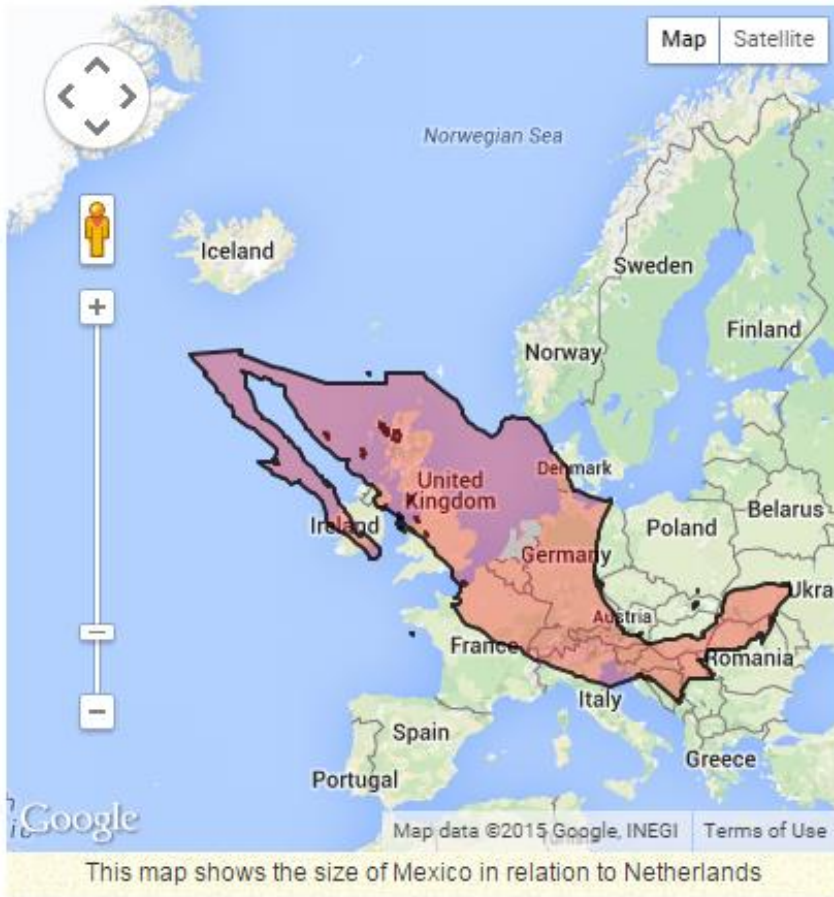 Map Satellite
Norwegian Sea
Iceland
Sweden
Finland
Norway
Denmark
United
Kingdom
Ireland
Belarus
Poland
Germany
Ukra
Austria
France
Romania
Italy
Spain
Greece
Portugal
Google
Map data ©2015 Google, INEGI Terms of Use
This map shows the size of Mexico in relation to Netherlands